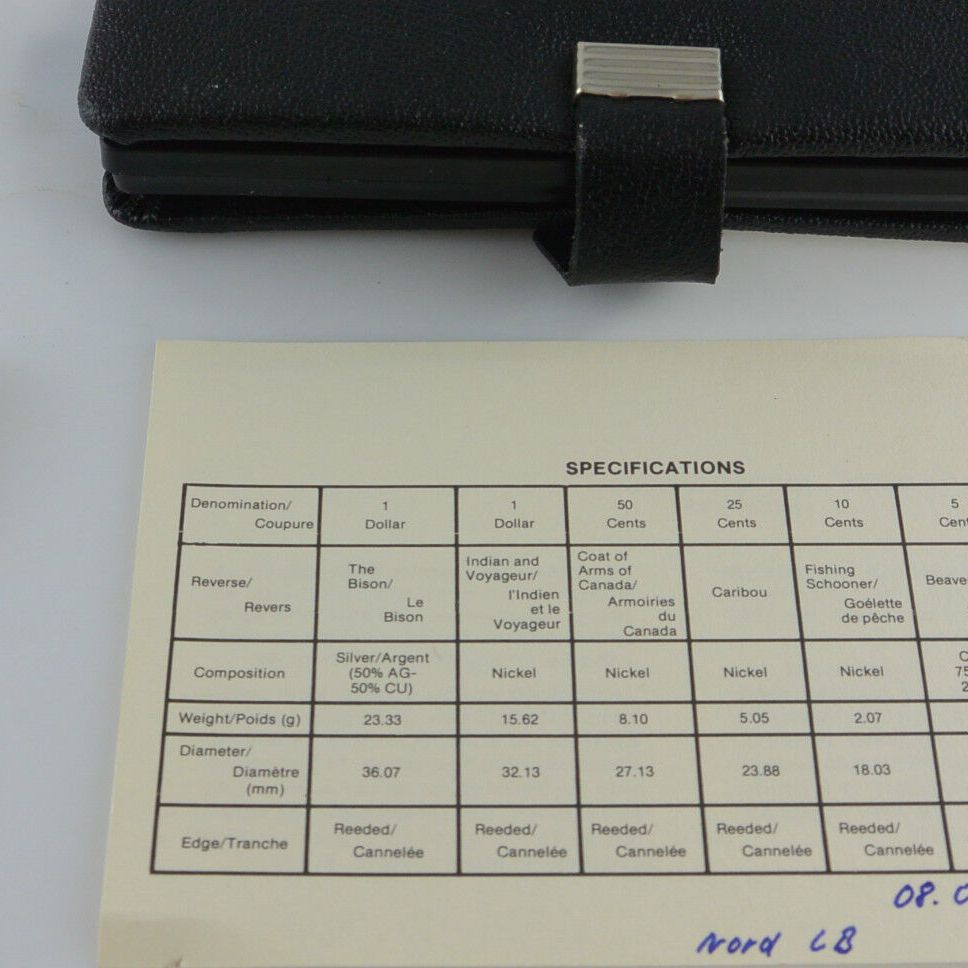 SPECIFICATIONS
Denomination/ Coupure 1 Dollar 1 Dollar 50 Cents 25 Cents 10 Cents 5
Reverse/ Revers The Bison/ Le Bison Indian and Voyageur/ l'Indien et le Voyageur Coat of Arms of Canada/ Armoiries du Canada Caribou Fishing Schooner/ Goélette de pêche Beave
Composition Silver/Argent (50% AG- 50% CU) Nickel Nickel Nickel Nickel
Weight/Poids (g) 23.33 15.62 8.10 5.05 2.07
Diameter/ Diamètre (mm) 36.07 32.13 27.13 23.88 18.03
Edge/Tranche Reeded/ Cannelée Reeded/ Cannelée Reeded/ Cannelée Reeded/ Cannelée Reeded/ Cannelée
08.
Nord LB